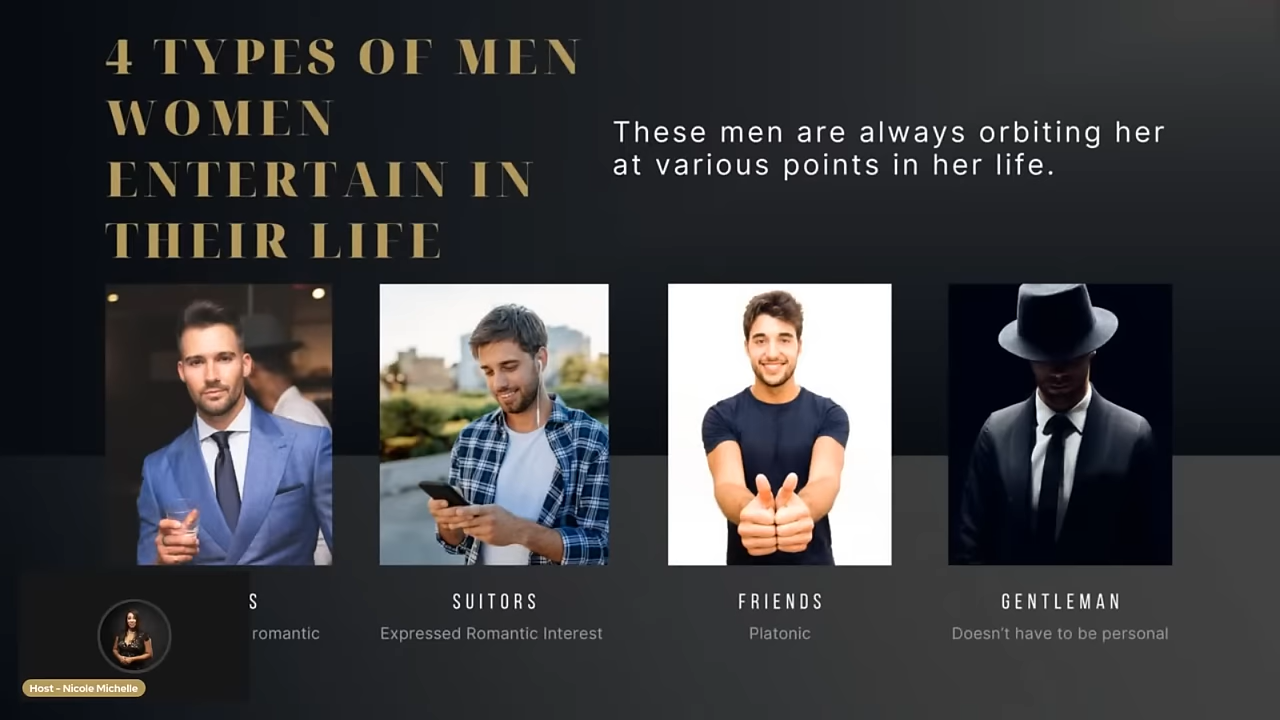 4 TYPES OF MEN
WOMEN
ENTERTAIN IN
THEIR LIFE
These men are always orbiting her
at various points in her life.
S
romantic
SUITORS
Expressed Romantic Interest
FRIENDS
Platonic
GENTLEMAN
Doesn't have to be personal
Host - Nicole Michelle